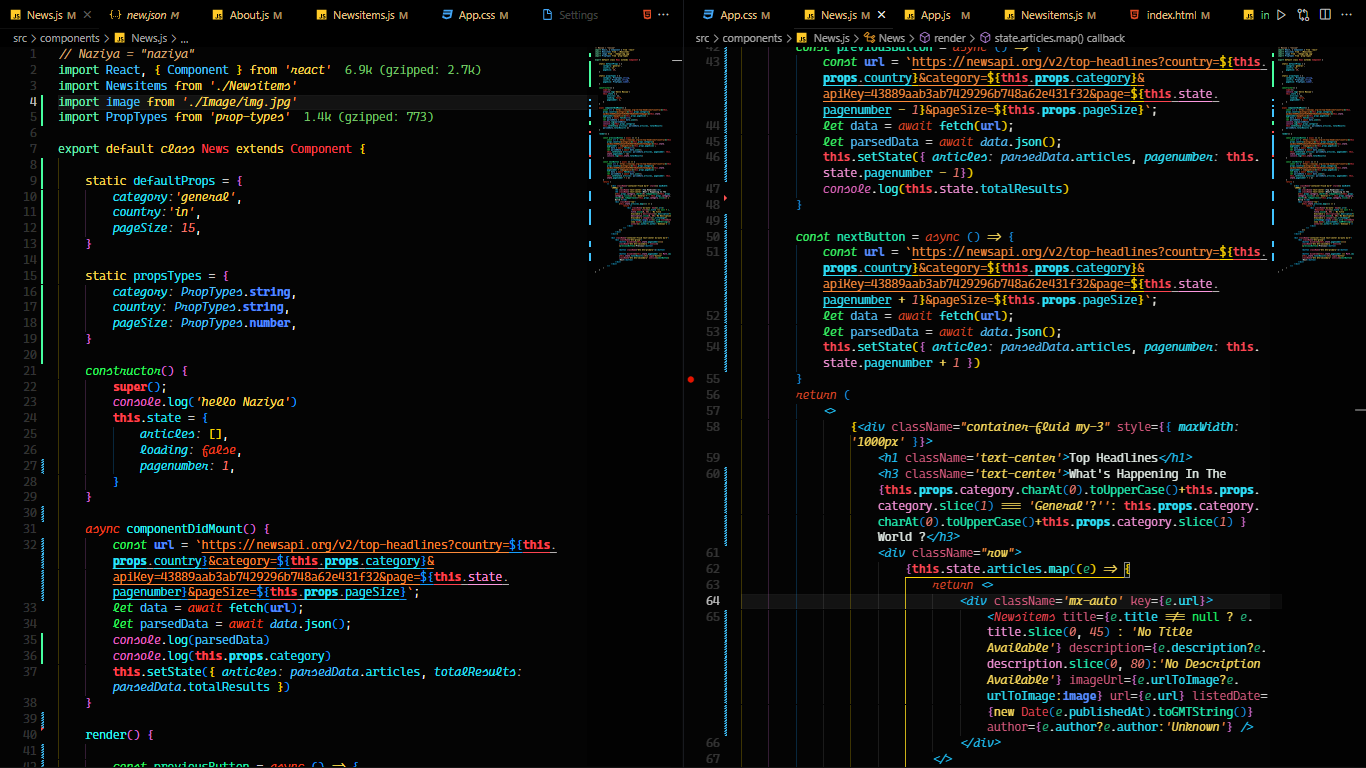 News.js M
new.json M
About.js M
Newsitems.js M
App.css M
Settings
src > components > News.js > ...
1 // Naziya = "naziya"
2 import React, { Component } from 'react' 6.9k (gzipped: 2.7k)
3 import Newsitems from './Newsitems'
4 import image from './Image/img.jpg'
5 import PropTypes from 'prop-types' 1.4k (gzipped: 773)
6
7 export default class News extends Component {
8
9 static defaultProps = {
10 category:'general',
11 country:'in',
12 pageSize: 15,
13 }
14
15 static propsTypes = {
16 category: PropTypes.string,
17 country: PropTypes.string,
18 pageSize: PropTypes.number,
19 }
20
21 constructor() {
22 super();
23 console.log('hello Naziya')
24 this.state = {
25 articles: [],
26 loading: false,
27 pagenumber: 1,
28 }
29 }
30
31 async componentDidMount() {
32 const url = `https://newsapi.org/v2/top-headlines?country=${this.
props.country}&category=${this.props.category}&
apiKey=43889aab3ab7429296b748a62e431f32&page=${this.state.
pagenumber}&pageSize=${this.props.pageSize}`;
33 let data = await fetch(url);
34 let parsedData = await data.json();
35 console.log(parsedData)
36 console.log(this.props.category)
37 this.setState({ articles: parsedData.articles, totalResults:
parsedData.totalResults })
38 }
39
40 render() {
41
42 const previousButton = async () => {
App.css M
News.js M
App.js M
Newsitems.js M
index.html M
in
src > components > News.js > News > render > state.articles.map() callback
42 const previousButton = async () => {
43 const url = `https://newsapi.org/v2/top-headlines?country=${this.
props.country}&category=${this.props.category}&
apiKey=43889aab3ab7429296b748a62e431f32&page=${this.state.
pagenumber - 1}&pageSize=${this.props.pageSize}`;
44 let data = await fetch(url);
45 let parsedData = await data.json();
46 this.setState({ articles: parsedData.articles, pagenumber: this.
state.pagenumber - 1})
47 console.log(this.state.totalResults)
48 }
49
50 const nextButton = async () => {
51 const url = `https://newsapi.org/v2/top-headlines?country=${this.
props.country}&category=${this.props.category}&
apiKey=43889aab3ab7429296b748a62e431f32&page=${this.state.
pagenumber + 1}&pageSize=${this.props.pageSize}`;
52 let data = await fetch(url);
53 let parsedData = await data.json();
54 this.setState({ articles: parsedData.articles, pagenumber: this.
state.pagenumber + 1 })
55 }
56 return (
57 <>
58 {<div className="container-fluid my-3" style={{ maxWidth:
'1000px' }}>
59 <h1 className='text-center'>Top Headlines</h1>
60 <h3 className='text-center'>What's Happening In The
{this.props.category.charAt(0).toUpperCase()+this.props.
category.slice(1) === 'General'?'': this.props.category.
charAt(0).toUpperCase()+this.props.category.slice(1) }
World ?</h3>
61 <div className="row">
62 {this.state.articles.map((e) => {
63 return <>
64 <div className='mx-auto' key={e.url}>
65 <Newsitems title={e.title !== null ? e.
title.slice(0, 45) : 'No Title
Available'} description={e.description?e.
description.slice(0, 80):'No Description
Available'} imageUrl={e.urlToImage?e.
urlToImage:image} url={e.url} listedDate=
{new Date(e.publishedAt).toGMTString()}
author={e.author?e.author:'Unknown'} />
66 </div>
67 </>